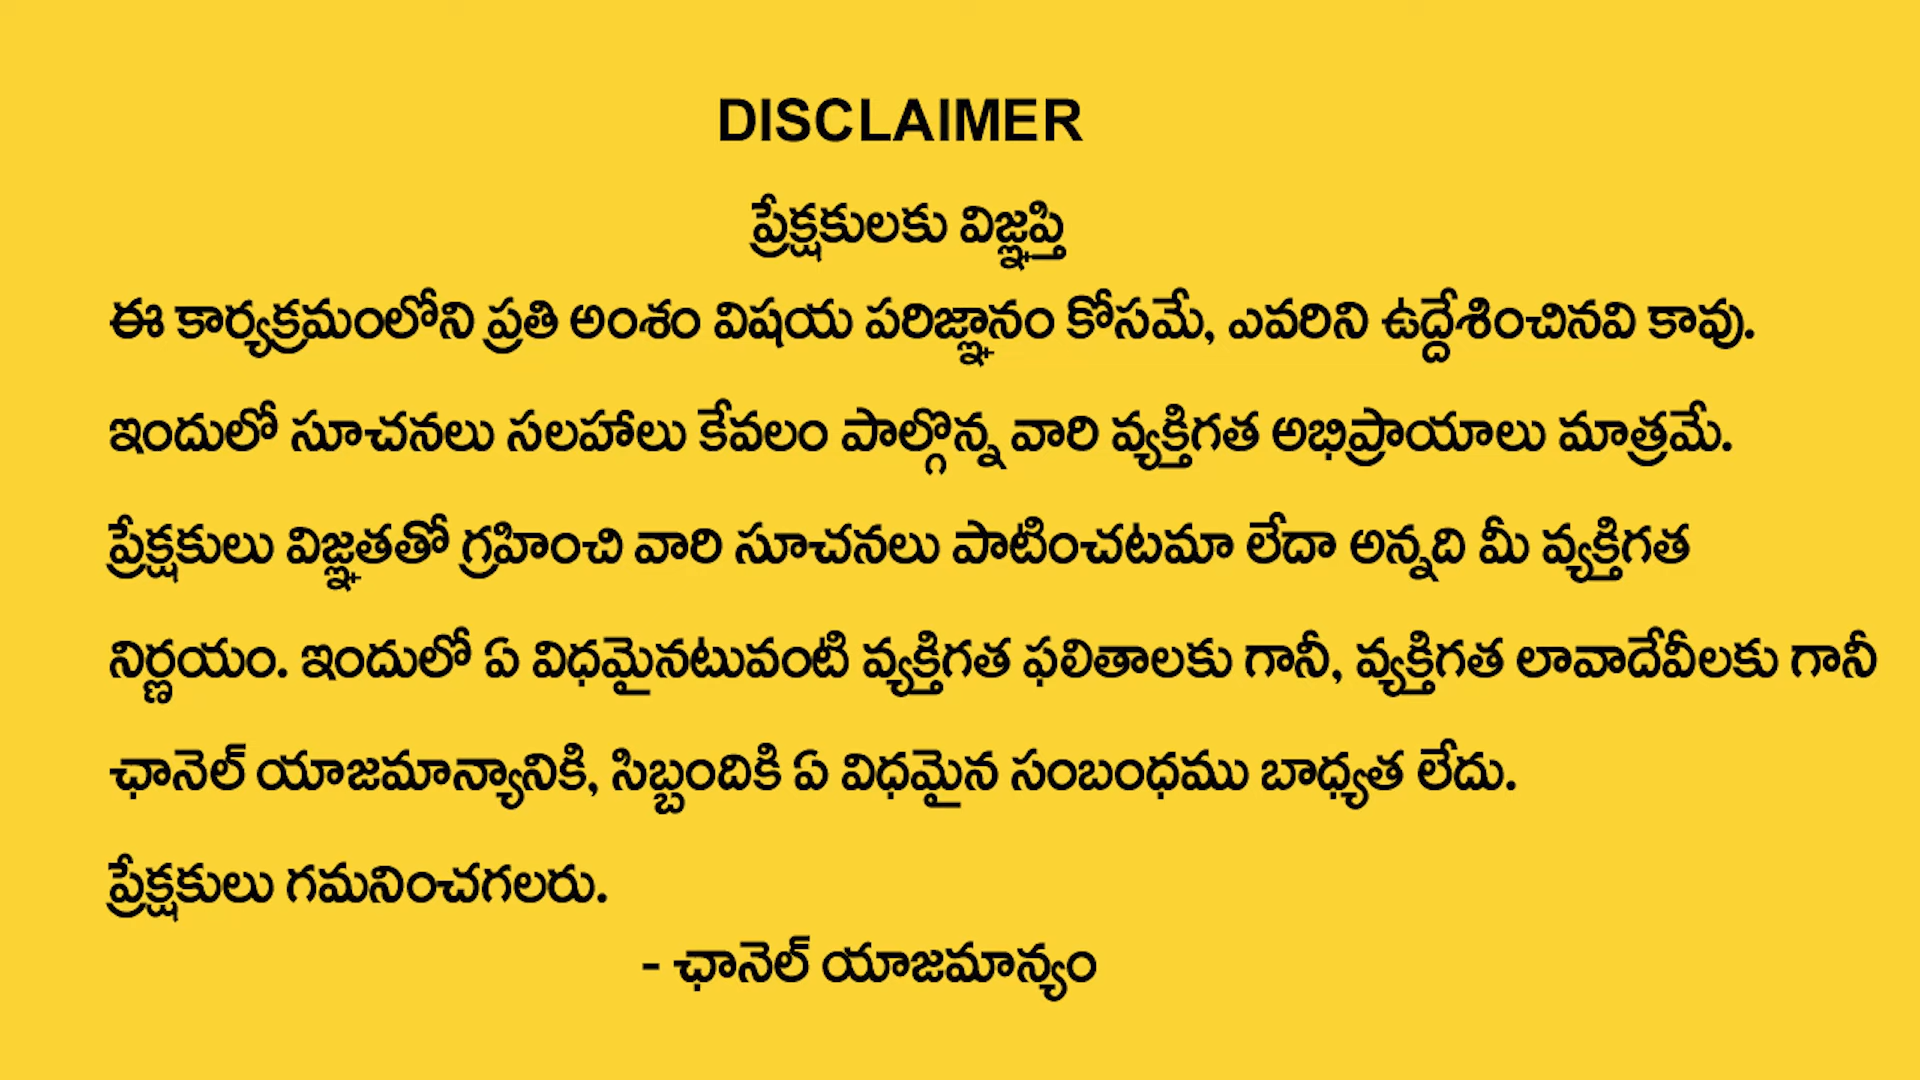 DISCLAIMER
ప్రేక్షకులకు విజ్ఞప్తి
ఈ కార్యక్రమంలోని ప్రతి అంశం విషయ పరిజ్ఞానం కోసమే, ఎవరిని ఉద్దేశించినవి కావు.
ఇందులో సూచనలు సలహాలు కేవలం పాల్గొన్న వారి వ్యక్తిగత అభిప్రాయాలు మాత్రమే.
ప్రేక్షకులు విజ్ఞతతో గ్రహించి వారి సూచనలు పాటించటమా లేదా అన్నది మీ వ్యక్తిగత
నిర్ణయం. ఇందులో ఏ విధమైనటువంటి వ్యక్తిగత ఫలితాలకు గానీ, వ్యక్తిగత లావాదేవీలకు గానీ
ఛానెల్ యాజమాన్యానికి, సిబ్బందికి ఏ విధమైన సంబంధము బాధ్యత లేదు.
ప్రేక్షకులు గమనించగలరు.
- ఛానెల్ యాజమాన్యం